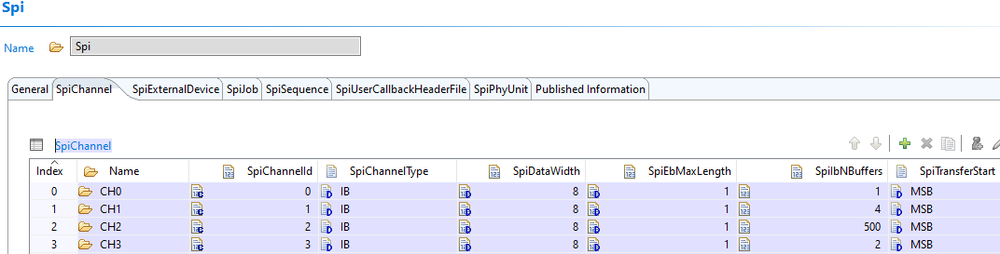 Spi
Name Spi
General SpiChannel SpiExternalDevice SpiJob SpiSequence SpiUserCallbackHeaderFile SpiPhyUnit Published Information
SpiChannel
Index Name SpiChannelId SpiChannelType SpiDataWidth SpiEbMaxLength SpiIbNBuffers SpiTransferStart
0 CH0 0 IB 8 1 1 MSB
1 CH1 1 IB 8 1 4 MSB
2 CH2 2 IB 8 1 500 MSB
3 CH3 3 IB 8 1 2 MSB